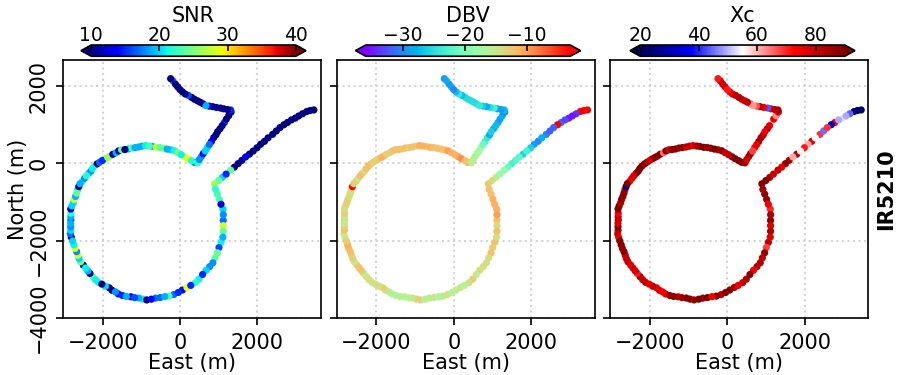 SNR DBV Xc
10 20 30 40 −30 −20 −10 20 40 60 80
2000
0
−2000
−4000
North (m)
IR5210
−2000 0 2000 −2000 0 2000 −2000 0 2000
East (m) East (m) East (m)